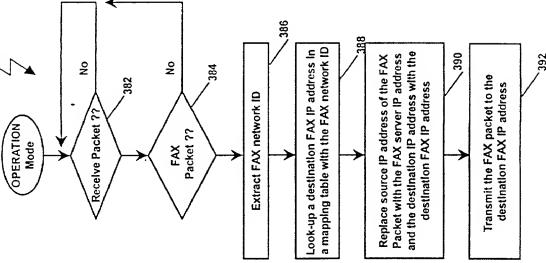 OPERATION
Mode
Receive Packet ??
No
382
FAX
Packet ??
No
384
Extract FAX network ID
386
Look-up a destination FAX IP address in
a mapping table with the FAX network ID
388
Replace source IP address of the FAX
Packet with the FAX server IP address
and the destination IP address with the
destination FAX IP address
390
Transmit the FAX packet to the
destination FAX IP address
392